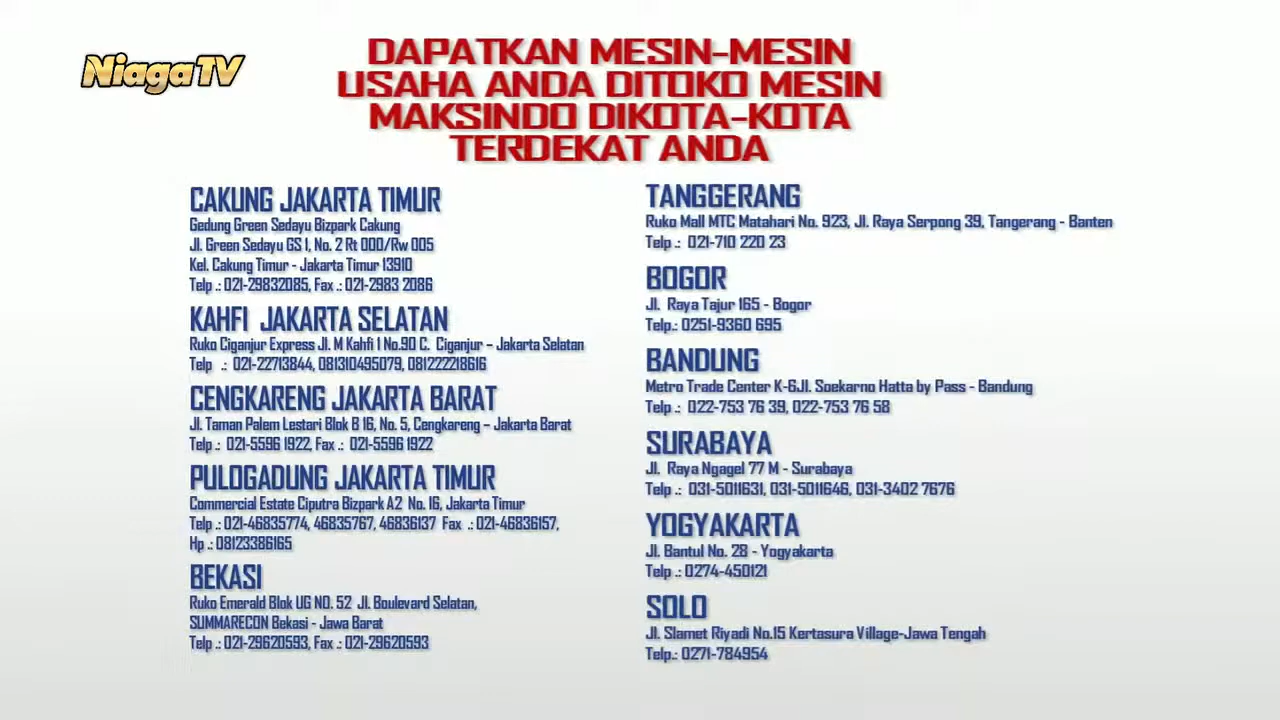 NiagaTV
DAPATKAN MESIN-MESIN
USAHA ANDA DITOKO MESIN
MAKSINDO DIKOTA-KOTA
TERDEKAT ANDA
CAKUNG JAKARTA TIMUR
Gedung Green Sedayu Bizpark Cakung
Jl. Green Sedayu GS 1, No. 2 Rt 000/Rw 005
Kel. Cakung Timur - Jakarta Timur 13910
Telp .: 021-29832085, Fax .: 021-2983 2086
KAHFI JAKARTA SELATAN
Ruko Ciganjur Express Jl. M Kahfi 1 No.90 C. Ciganjur – Jakarta Selatan
Telp .: 021-22713844, 081310495079, 081222218616
CENGKARENG JAKARTA BARAT
Jl. Taman Palem Lestari Blok B 16, No. 5, Cengkareng – Jakarta Barat
Telp .: 021-5596 1922, Fax .: 021-5596 1922
PULOGADUNG JAKARTA TIMUR
Commercial Estate Ciputra Bizpark A2 No. 16, Jakarta Timur
Telp .: 021-46835774, 46835767, 46836137 Fax .: 021-46836157,
Hp .: 08123386165
BEKASI
Ruko Emerald Blok UG NO. 52 Jl. Boulevard Selatan,
SUMMARECON Bekasi - Jawa Barat
Telp .: 021-29620593, Fax .: 021-29620593
TANGGERANG
Ruko Mall MTC Matahari No. 923, Jl. Raya Serpong 39, Tangerang - Banten
Telp .: 021-710 220 23
BOGOR
Jl. Raya Tajur 165 - Bogor
Telp.: 0251-9360 695
BANDUNG
Metro Trade Center K-6Jl. Soekarno Hatta by Pass - Bandung
Telp .: 022-753 76 39, 022-753 76 58
SURABAYA
Jl. Raya Ngagel 77 M - Surabaya
Telp .: 031-5011631, 031-5011646, 031-3402 7676
YOGYAKARTA
Jl. Bantul No. 28 - Yogyakarta
Telp .: 0274-450121
SOLO
Jl. Slamet Riyadi No.15 Kertasura Village-Jawa Tengah
Telp.: 0271-784954